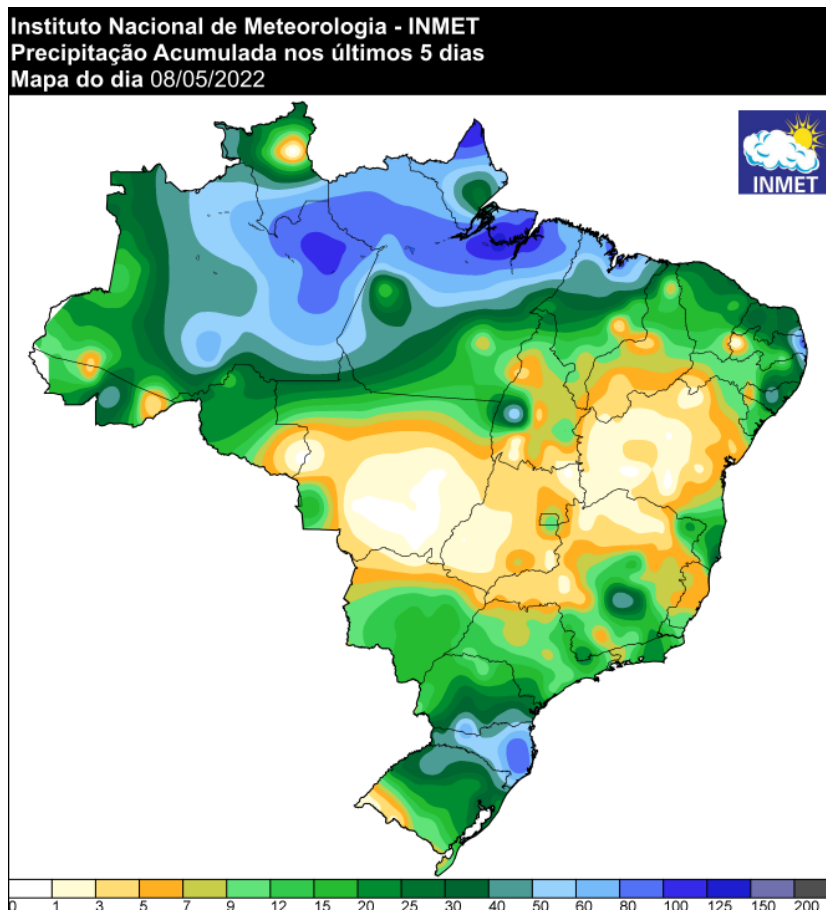 Instituto Nacional de Meteorologia - INMET
Precipitação Acumulada nos últimos 5 dias
Mapa do dia 08/05/2022
INMET
0 1 3 5 7 9 12 15 20 25 30 40 50 60 80 100 125 150 200